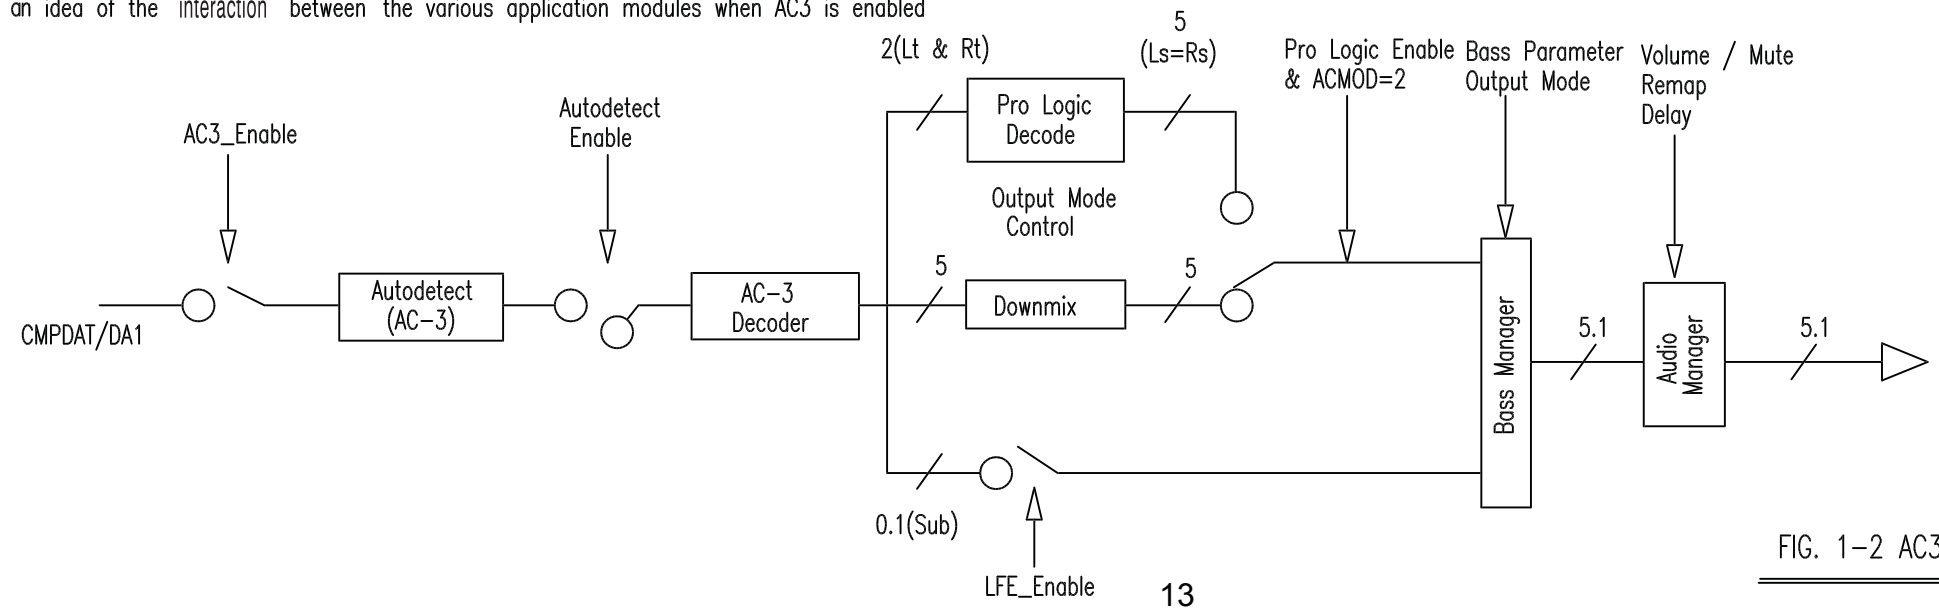 an idea of the interaction between the various application modules when AC3 is enabled
5
2(Lt & Rt)
(Ls=Rs)
Pro Logic Enable
& ACMOD=2
Bass Parameter
Output Mode
Volume / Mute
Remap
Delay
AC3_Enable
Autodetect
Enable
Pro Logic
Decode
Output Mode
Control
CMPDAT/DA1
Autodetect
(AC-3)
AC-3
Decoder
5
Downmix
5
Bass Manager
5.1
Audio
Manager
5.1
0.1(Sub)
LFE_Enable
FIG. 1-2 AC3
13